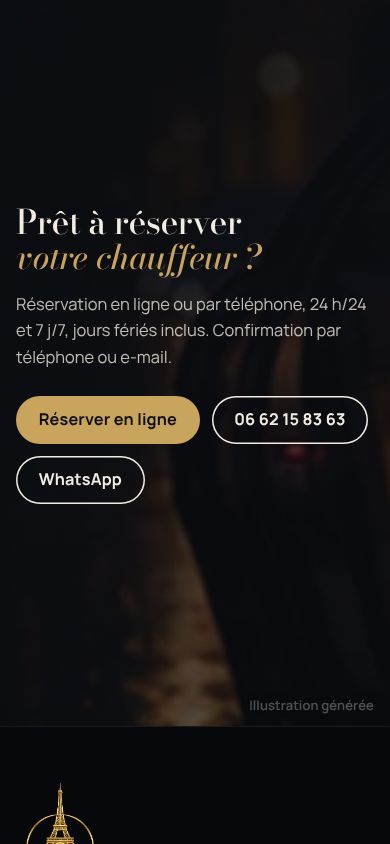 Prêt à réserver
votre chauffeur ?
Réservation en ligne ou par téléphone, 24 h/24
et 7 j/7, jours fériés inclus. Confirmation par
téléphone ou e-mail.
Réserver en ligne
06 62 15 83 63
WhatsApp
Illustration générée